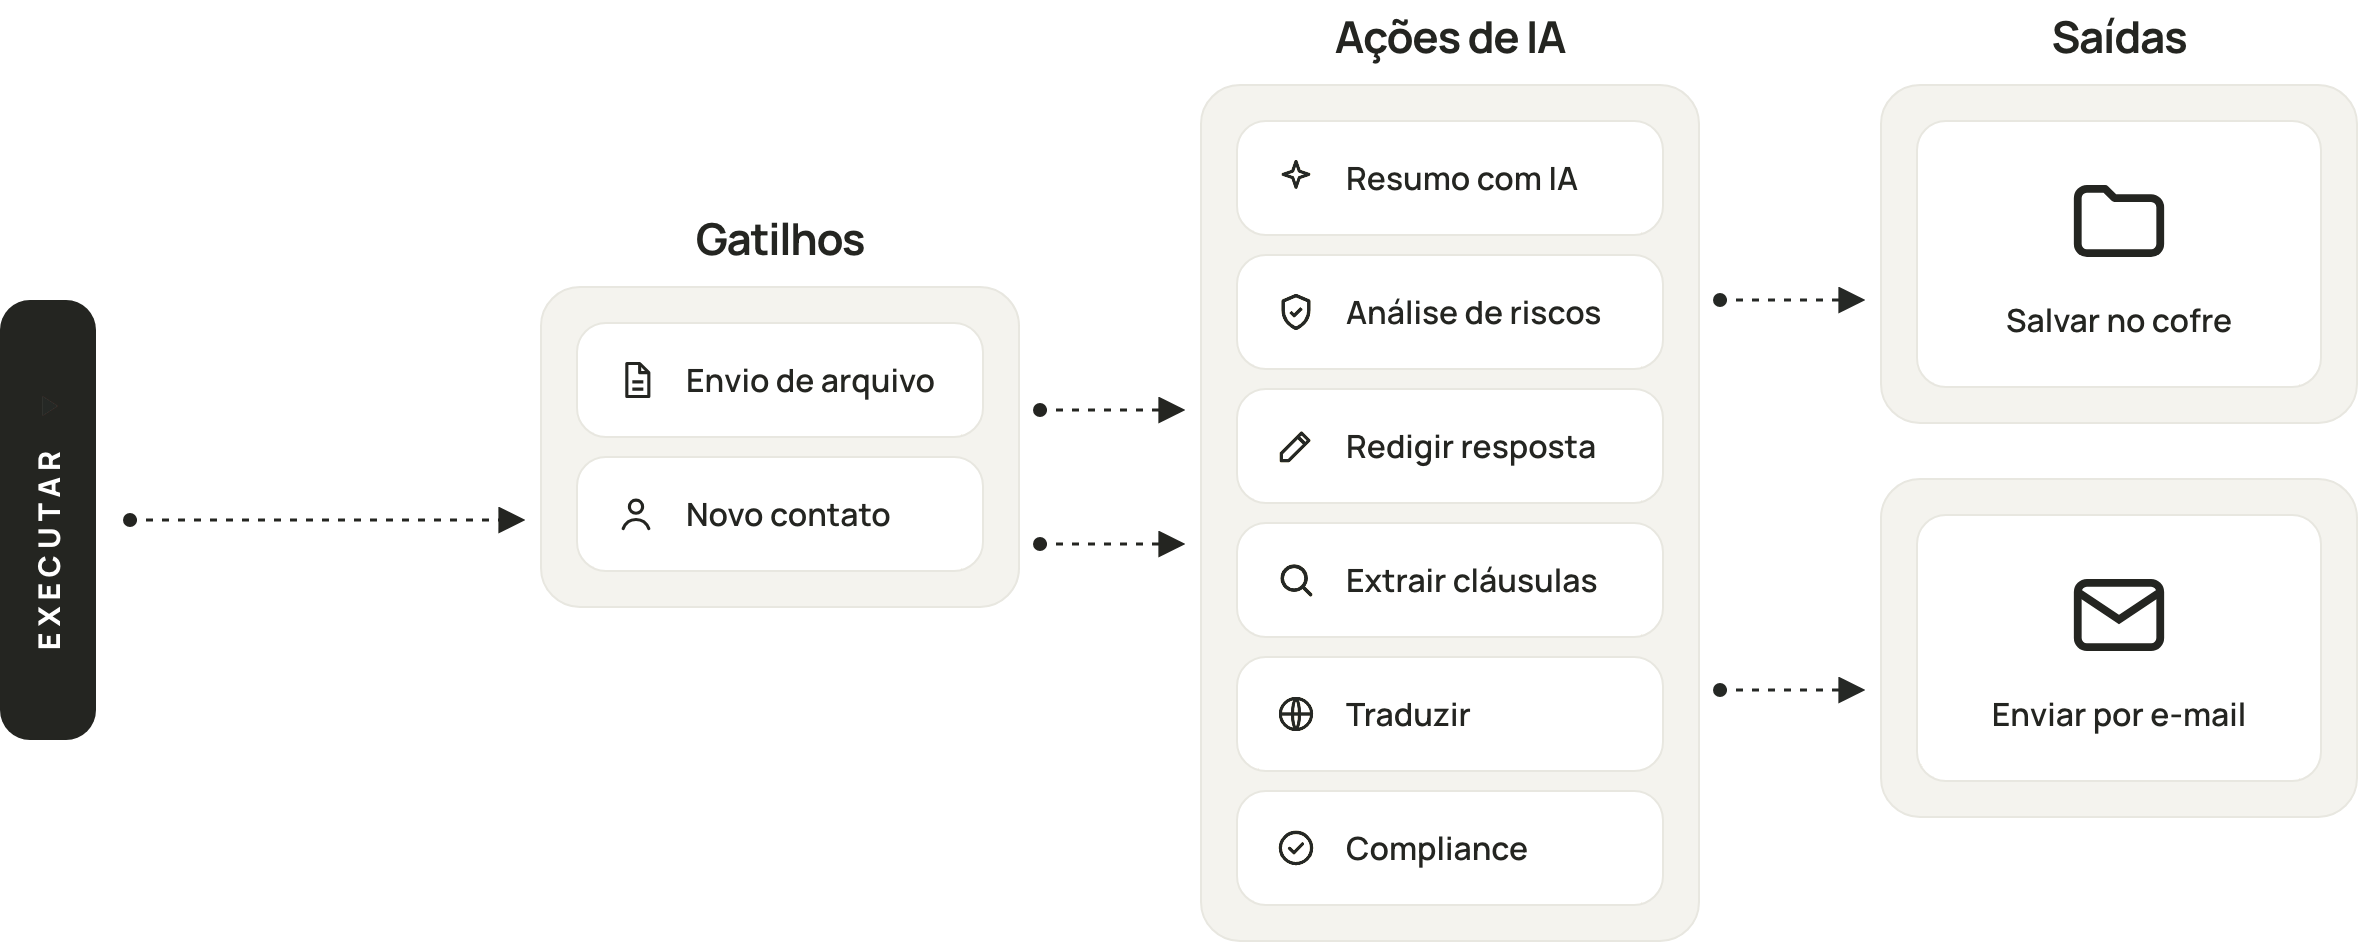 EXECUTAR
Gatilhos
Envio de arquivo
Novo contato
Ações de IA
Resumo com IA
Análise de riscos
Redigir resposta
Extrair cláusulas
Traduzir
Compliance
Saídas
Salvar no cofre
Enviar por e-mail